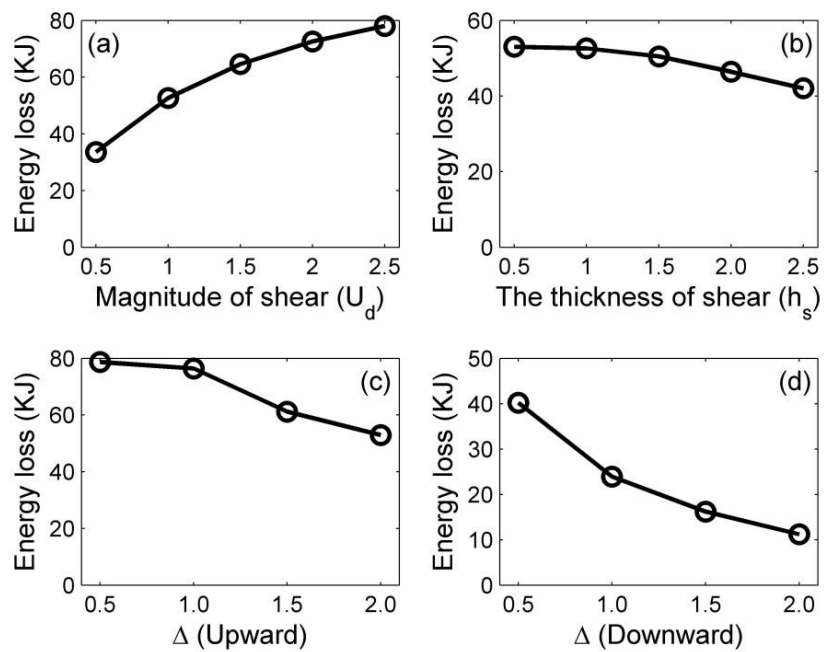 (a)
Energy loss (KJ)
80
60
40
20
0
0.5 1 1.5 2 2.5
Magnitude of shear (U_d)
(b)
Energy loss (KJ)
60
40
20
0
0.5 1 1.5 2.0 2.5
The thickness of shear (h_s)
(c)
Energy loss (KJ)
80
60
40
20
0
0.5 1.0 1.5 2.0
Δ (Upward)
(d)
Energy loss (KJ)
50
40
30
20
10
0
0.5 1.0 1.5 2.0
Δ (Downward)